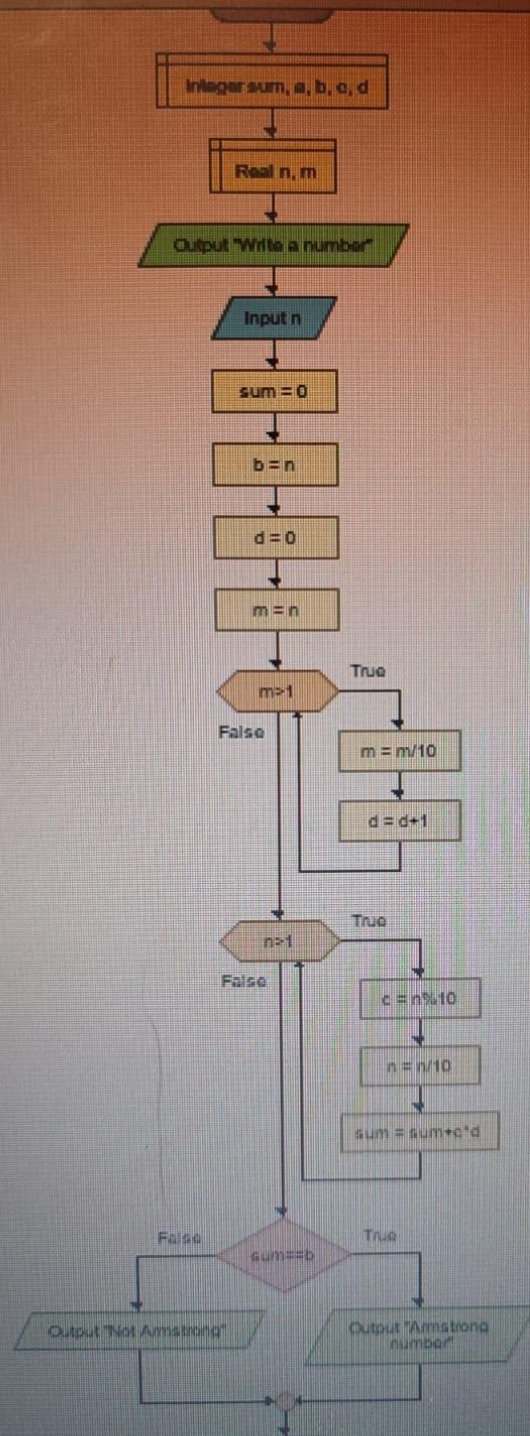 Integer sum, a, b, c, d
Real n, m
Output "Write a number"
Input n
sum = 0
b = n
d = 0
m = n
m>1
True
False
m = m/10
d = d+1
n>1
True
False
c = n%10
n = n/10
sum = sum+c*d
sum==b
False
True
Output "Not Armstrong"
Output "Armstrong
number"